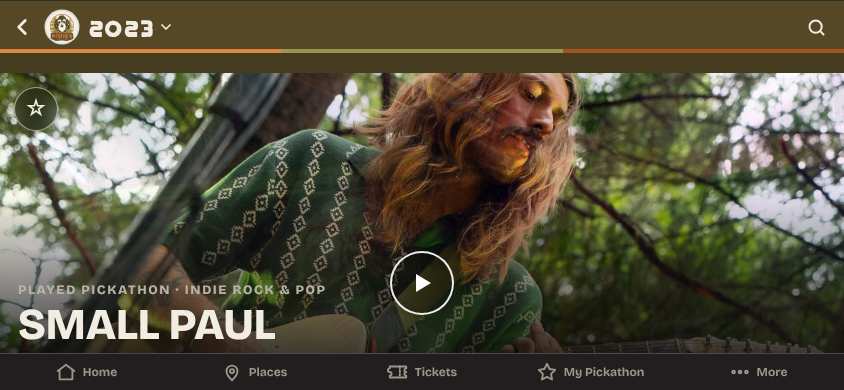 2023
PLAYED PICKATHON · INDIE ROCK & POP
SMALL PAUL
Home
Places
Tickets
My Pickathon
More